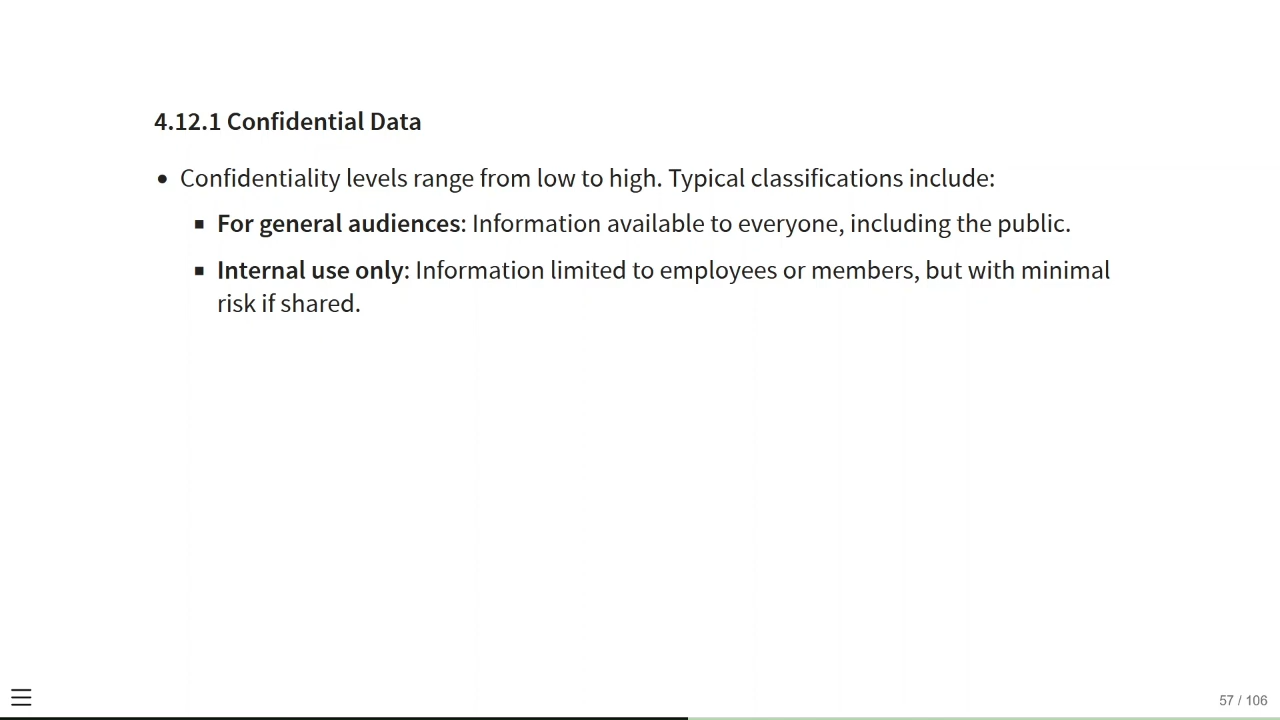 4.12.1 Confidential Data
• Confidentiality levels range from low to high. Typical classifications include:
▪ For general audiences: Information available to everyone, including the public.
▪ Internal use only: Information limited to employees or members, but with minimal
risk if shared.
57 / 106